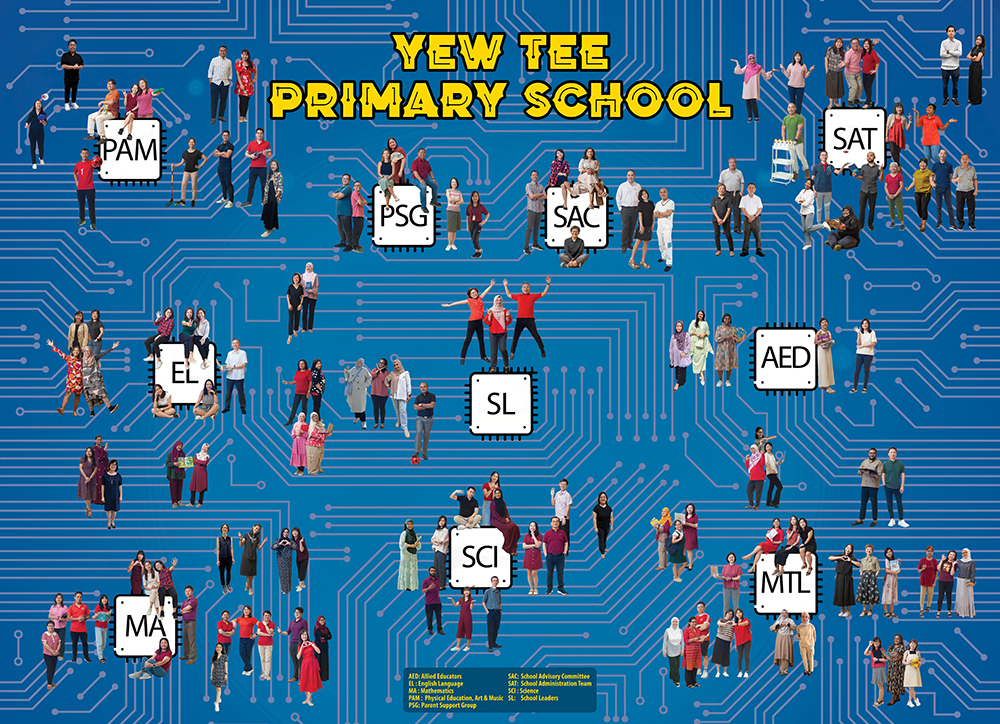 YEW TEE
PRIMARY SCHOOL
PAM
SAT
PSG
SAC
EL
SL
AED
SCI
MTL
MA
AED: Allied Educators
EL : English Language
MA : Mathematics
PAM : Physical Education, Art & Music
PSG: Parent Support Group
SAC: School Advisory Committee
SAT: School Administration Team
SCI : Science
SL: School Leaders